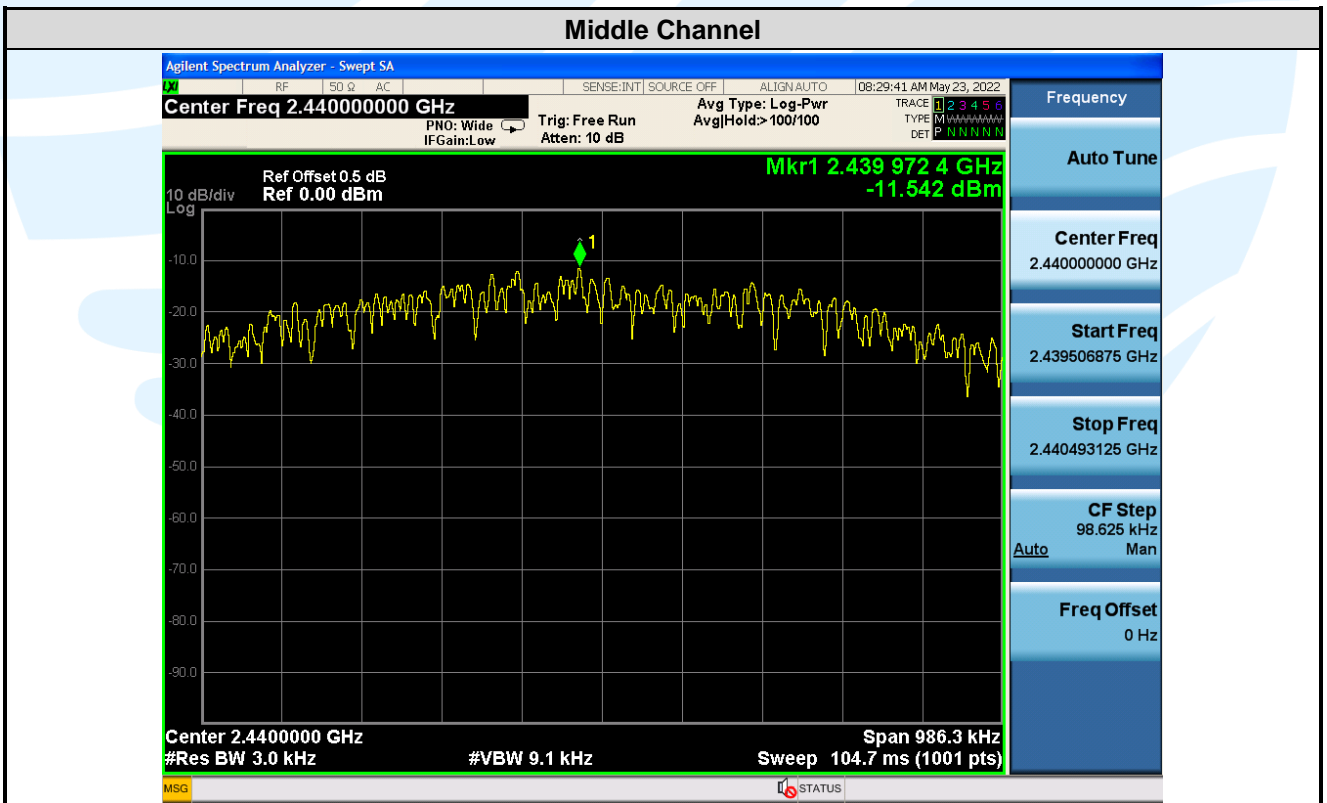 Middle Channel
Agilent Spectrum Analyzer - Swept SA
LXI RF 50 Ω AC SENSE:INT SOURCE OFF ALIGN AUTO 08:29:41 AM May 23, 2022
Center Freq 2.440000000 GHz
PNO: Wide
IFGain:Low
Trig: Free Run
Atten: 10 dB
Avg Type: Log-Pwr
Avg|Hold:> 100/100
TRACE 1 2 3 4 5 6
TYPE M
DET P N N N N N
Mkr1 2.439 972 4 GHz
-11.542 dBm
Ref Offset 0.5 dB
10 dB/div Ref 0.00 dBm
Log
1
-10.0
-20.0
-30.0
-40.0
-50.0
-60.0
-70.0
-80.0
-90.0
Center 2.4400000 GHz Span 986.3 kHz
#Res BW 3.0 kHz #VBW 9.1 kHz Sweep 104.7 ms (1001 pts)
MSG STATUS
Frequency
Auto Tune
Center Freq
2.440000000 GHz
Start Freq
2.439506875 GHz
Stop Freq
2.440493125 GHz
CF Step
98.625 kHz
Auto Man
Freq Offset
0 Hz